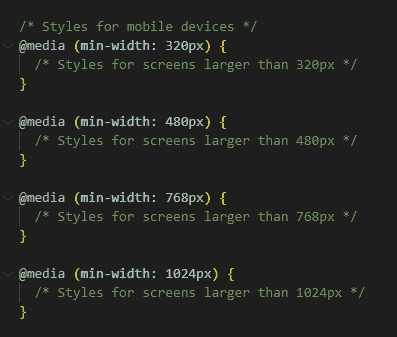 /* Styles for mobile devices */
@media (min-width: 320px) {
  /* Styles for screens larger than 320px */
}
@media (min-width: 480px) {
  /* Styles for screens larger than 480px */
}
@media (min-width: 768px) {
  /* Styles for screens larger than 768px */
}
@media (min-width: 1024px) {
  /* Styles for screens larger than 1024px */
}